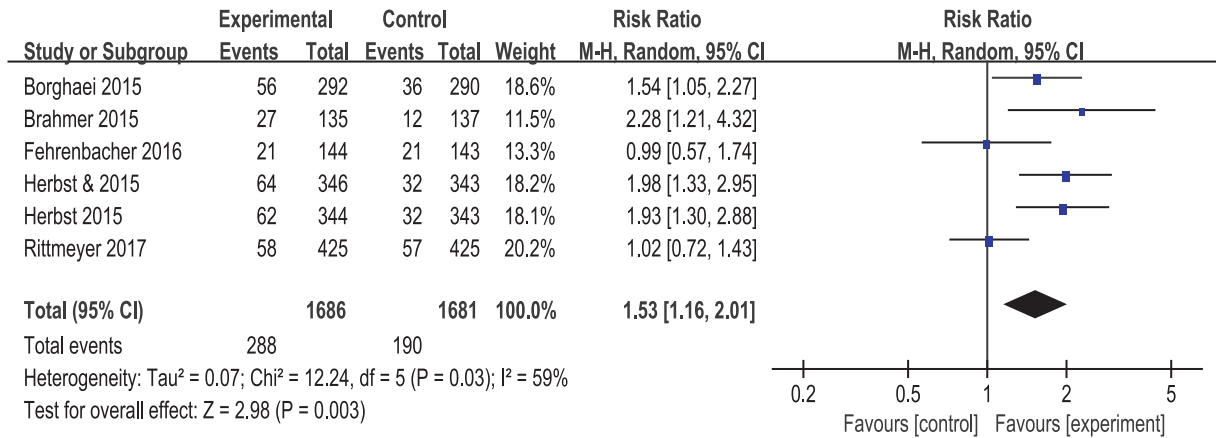 Experimental Control Risk Ratio Risk Ratio
Study or Subgroup Events Total Events Total Weight M-H, Random, 95% CI M-H, Random, 95% CI
Borghaei 2015 56 292 36 290 18.6% 1.54 [1.05, 2.27]
Brahmer 2015 27 135 12 137 11.5% 2.28 [1.21, 4.32]
Fehrenbacher 2016 21 144 21 143 13.3% 0.99 [0.57, 1.74]
Herbst & 2015 64 346 32 343 18.2% 1.98 [1.33, 2.95]
Herbst 2015 62 344 32 343 18.1% 1.93 [1.30, 2.88]
Rittmeyer 2017 58 425 57 425 20.2% 1.02 [0.72, 1.43]
Total (95% CI) 1686 1681 100.0% 1.53 [1.16, 2.01]
Total events 288 190
Heterogeneity: Tau² = 0.07; Chi² = 12.24, df = 5 (P = 0.03); I² = 59%
Test for overall effect: Z = 2.98 (P = 0.003)
0.2 0.5 1 2 5
Favours [control] Favours [experiment]